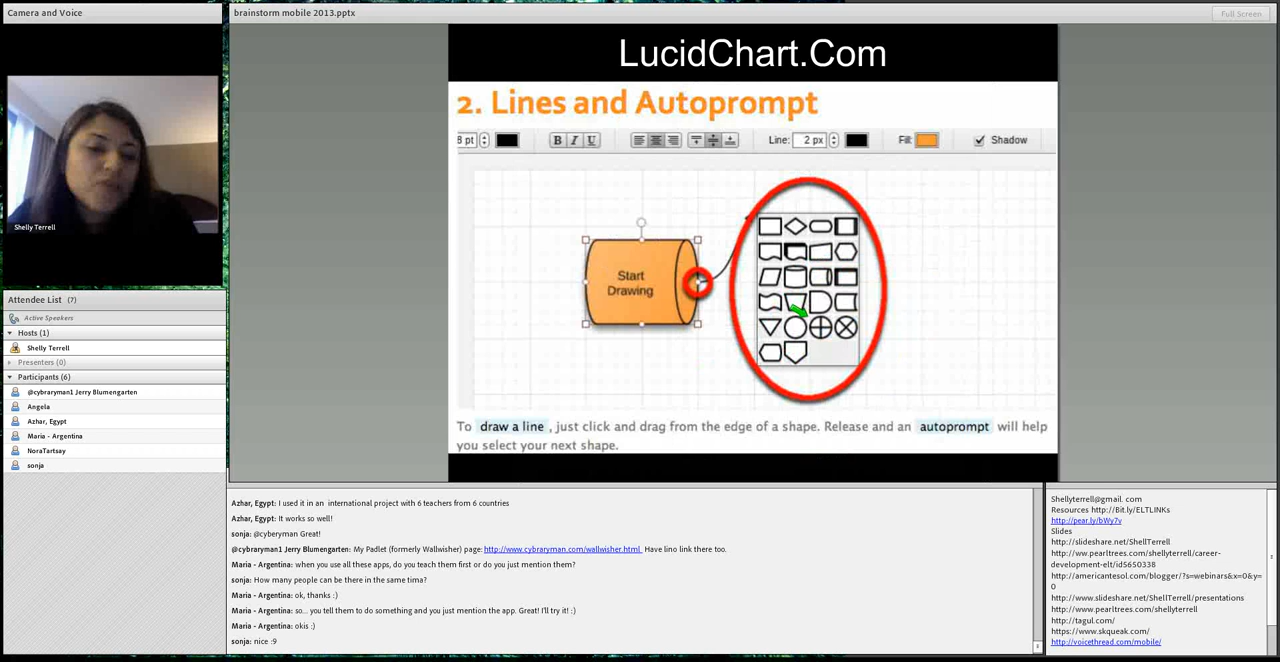 Camera and Voice
Shelly Terrell
Attendee List (7)
Active Speakers
Hosts (1)
Shelly Terrell
Presenters (0)
Participants (6)
@cybraryman1 Jerry Blumengarten
Angela
Azhar, Egypt
Maria - Argentina
NoraTartsay
sonja
brainstorm mobile 2013.pptx
Full Screen
LucidChart.Com
2. Lines and Autoprompt
8 pt B I U Line: 2 px Fill: Shadow
Start
Drawing
To draw a line , just click and drag from the edge of a shape. Release and an autoprompt will help
you select your next shape.
Azhar, Egypt: I used it in an international project with 6 teachers from 6 countries
Azhar, Egypt: It works so well!
sonja: @cyberyman Great!
@cybraryman1 Jerry Blumengarten: My Padlet (formerly Wallwisher) page: http://www.cybraryman.com/wallwisher.html Have lino link there too.
Maria - Argentina: when you use all these apps, do you teach them first or do you just mention them?
sonja: How many people can be there in the same tima?
Maria - Argentina: ok, thanks :)
Maria - Argentina: so... you tell them to do something and you just mention the app. Great! I'll try it! :)
Maria - Argentina: okis :)
sonja: nice :9
Shellyterrell@gmail. com
Resources http://Bit.ly/ELTLINKs
http://pear.ly/bWy7v
Slides
http://slideshare.net/ShellTerrell
http://ww.pearltrees.com/shellyterrell/career-
development-elt/id5650338
http://americantesol.com/blogger/?s=webinars&x=0&y=
0
http://www.slideshare.net/ShellTerrell/presentations
http://www.pearltrees.com/shellyterrell
http://tagul.com/
https://www.skqueak.com/
http://voicethread.com/mobile/